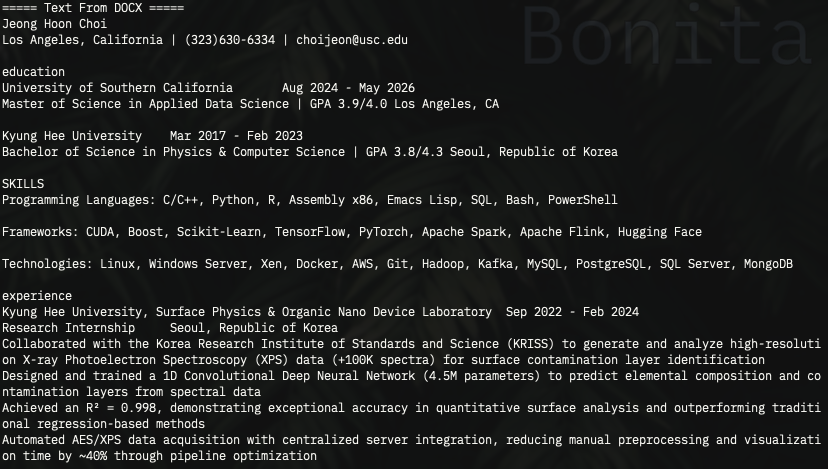 ===== Text From DOCX =====
Jeong Hoon Choi
Los Angeles, California | (323)630-6334 | choijeon@usc.edu
education
University of Southern California Aug 2024 - May 2026
Master of Science in Applied Data Science | GPA 3.9/4.0 Los Angeles, CA
Kyung Hee University Mar 2017 - Feb 2023
Bachelor of Science in Physics & Computer Science | GPA 3.8/4.3 Seoul, Republic of Korea
SKILLS
Programming Languages: C/C++, Python, R, Assembly x86, Emacs Lisp, SQL, Bash, PowerShell
Frameworks: CUDA, Boost, Scikit-Learn, TensorFlow, PyTorch, Apache Spark, Apache Flink, Hugging Face
Technologies: Linux, Windows Server, Xen, Docker, AWS, Git, Hadoop, Kafka, MySQL, PostgreSQL, SQL Server, MongoDB
experience
Kyung Hee University, Surface Physics & Organic Nano Device Laboratory Sep 2022 - Feb 2024
Research Internship Seoul, Republic of Korea
Collaborated with the Korea Research Institute of Standards and Science (KRISS) to generate and analyze high-resoluti
on X-ray Photoelectron Spectroscopy (XPS) data (+100K spectra) for surface contamination layer identification
Designed and trained a 1D Convolutional Deep Neural Network (4.5M parameters) to predict elemental composition and co
ntamination layers from spectral data
Achieved an R² = 0.998, demonstrating exceptional accuracy in quantitative surface analysis and outperforming traditi
onal regression-based methods
Automated AES/XPS data acquisition with centralized server integration, reducing manual preprocessing and visualizati
on time by ~40% through pipeline optimization
Bonita